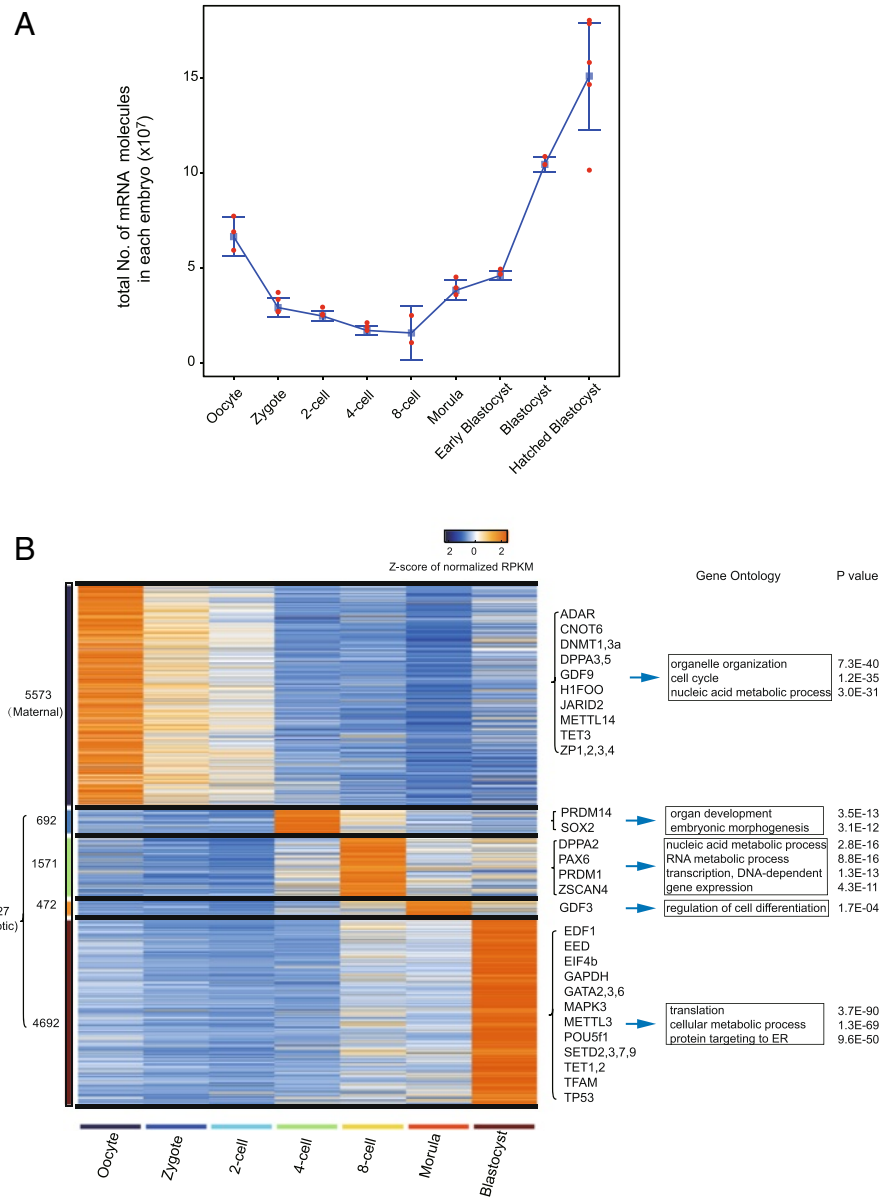 A
total No. of mRNA molecules
in each embryo (x10⁷)
15
10
5
0
Oocyte
Zygote
2-cell
4-cell
8-cell
Morula
Early Blastocyst
Blastocyst
Hatched Blastocyst
B
2 0 2
Z-score of normalized RPKM
Gene Ontology P value
5573
(Maternal)
ADAR
CNOT6
DNMT1,3a
DPPA3,5
GDF9
H1FOO
JARID2
METTL14
TET3
ZP1,2,3,4
organelle organization 7.3E-40
cell cycle 1.2E-35
nucleic acid metabolic process 3.0E-31
692
PRDM14
SOX2
organ development 3.5E-13
embryonic morphogenesis 3.1E-12
1571
DPPA2
PAX6
PRDM1
ZSCAN4
nucleic acid metabolic process 2.8E-16
RNA metabolic process 8.8E-16
transcription, DNA-dependent 1.3E-13
gene expression 4.3E-11
472
GDF3
regulation of cell differentiation 1.7E-04
27
otic)
4692
EDF1
EED
EIF4b
GAPDH
GATA2,3,6
MAPK3
METTL3
POU5f1
SETD2,3,7,9
TET1,2
TFAM
TP53
translation 3.7E-90
cellular metabolic process 1.3E-69
protein targeting to ER 9.6E-50
Oocyte
Zygote
2-cell
4-cell
8-cell
Morula
Blastocyst